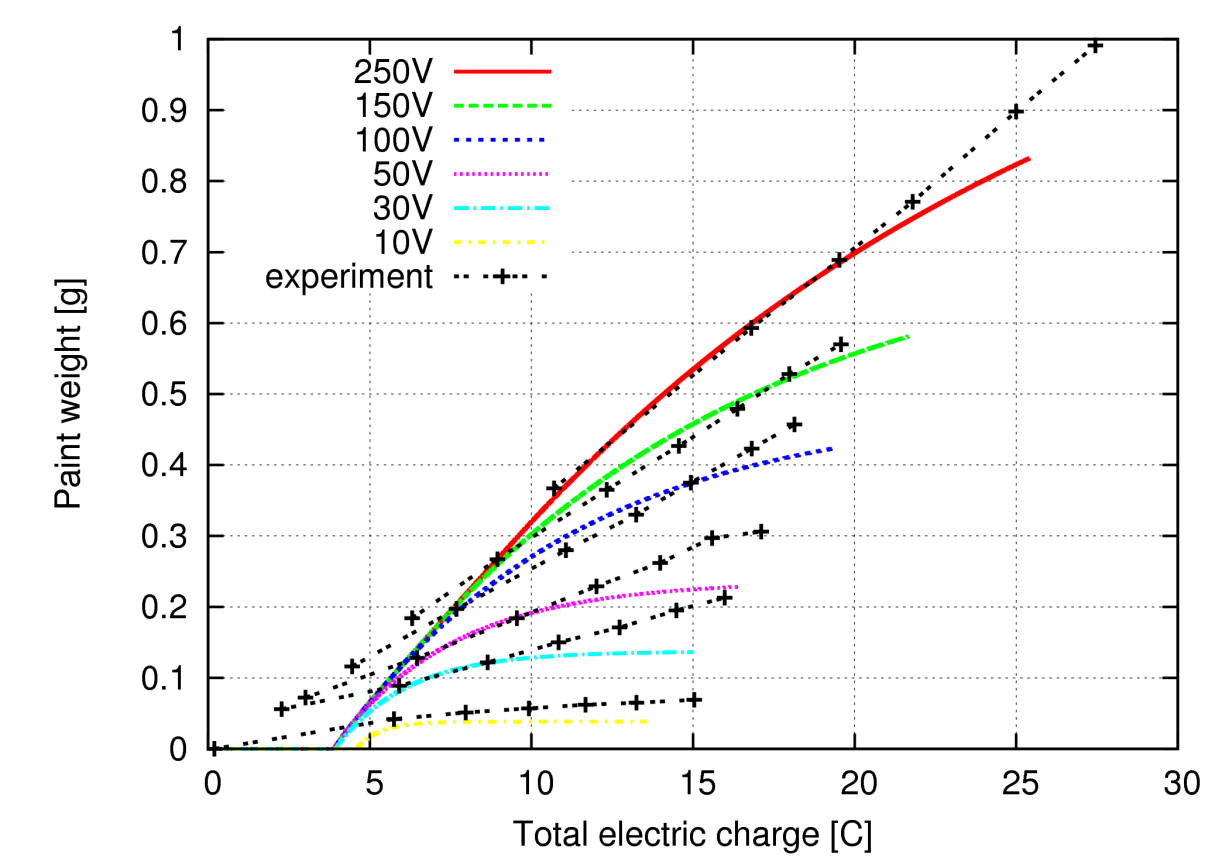 1
0.9
0.8
0.7
0.6
0.5
0.4
0.3
0.2
0.1
0
Paint weight [g]
250V
150V
100V
50V
30V
10V
experiment
0 5 10 15 20 25 30
Total electric charge [C]